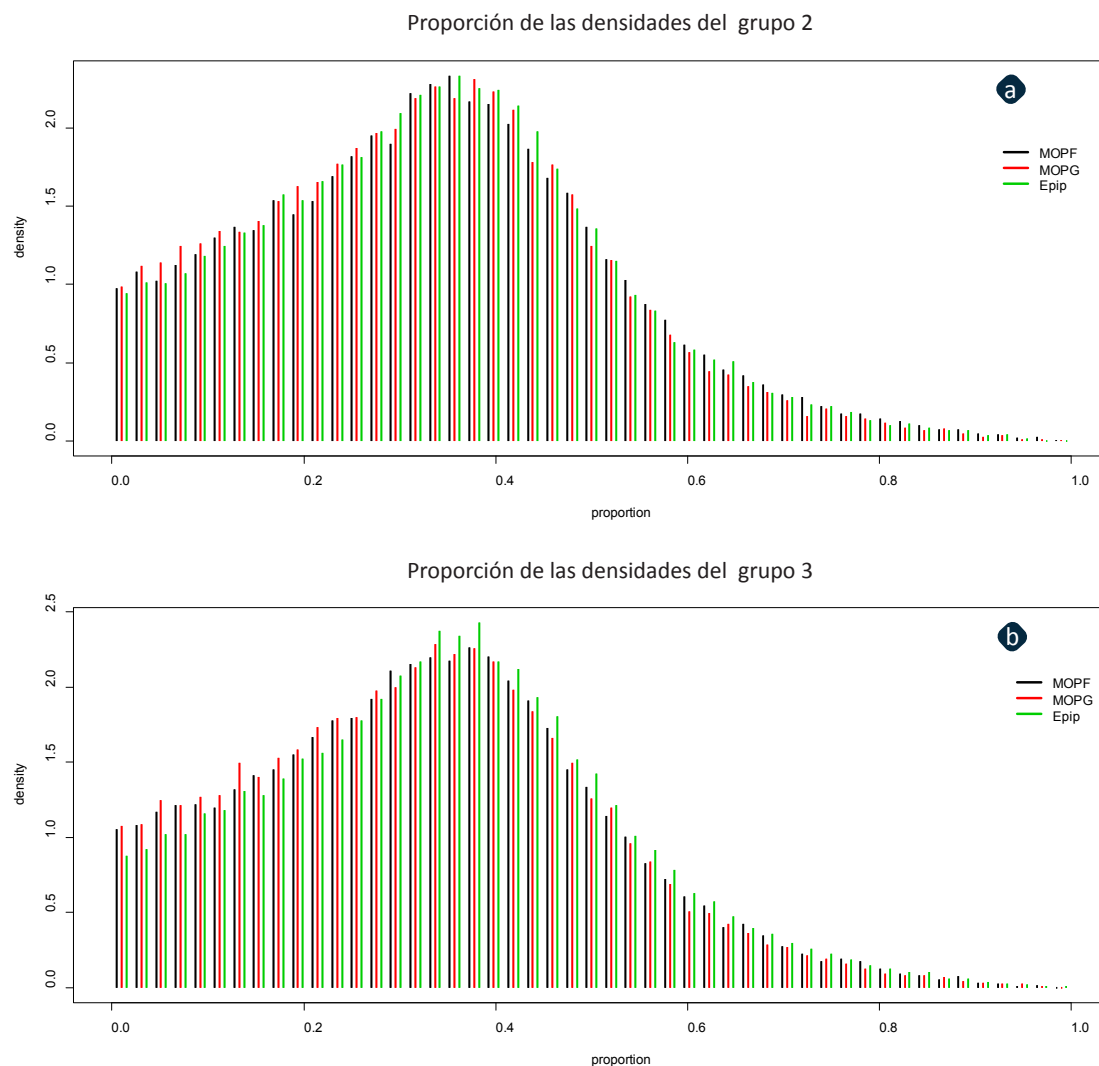 Proporción de las densidades del grupo 2
a
MOPF
MOPG
Epip
density
0.0
0.5
1.0
1.5
2.0
0.0 0.2 0.4 0.6 0.8 1.0
proportion
Proporción de las densidades del grupo 3
b
MOPF
MOPG
Epip
density
0.0
0.5
1.0
1.5
2.0
2.5
0.0 0.2 0.4 0.6 0.8 1.0
proportion